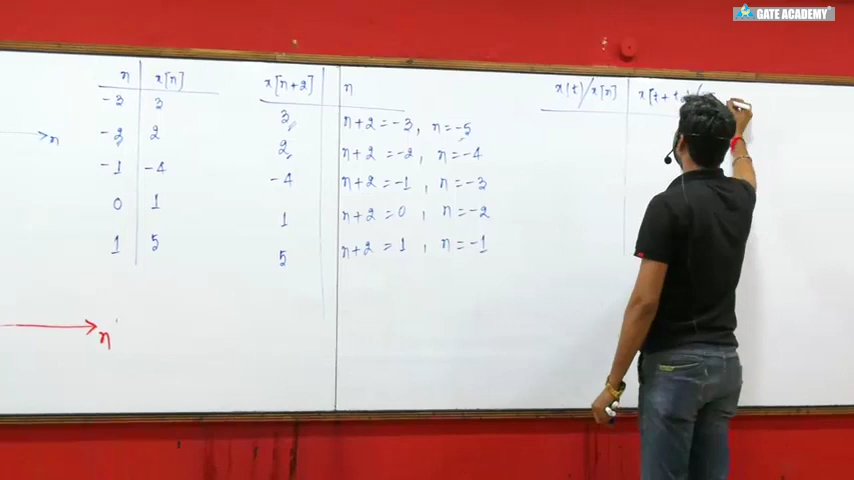 GATE ACADEMY
n x[n]
-3 3
-2 2
-1 -4
0 1
1 5
n
n
x[n+2] n
3, n+2 = -3, n = -5
2, n+2 = -2, n = -4
-4 n+2 = -1, n = -3
1 n+2 = 0, n = -2
5 n+2 = 1, n = -1
x(t)/x[n] x[t+t